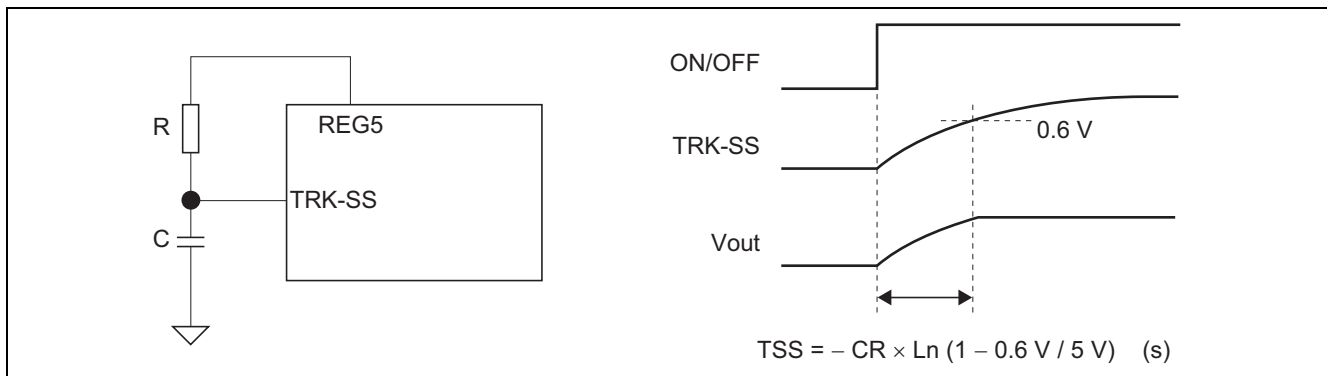 R
REG5
TRK-SS
C
ON/OFF
TRK-SS
0.6 V
Vout
TSS = – CR × Ln (1 – 0.6 V / 5 V) (s)